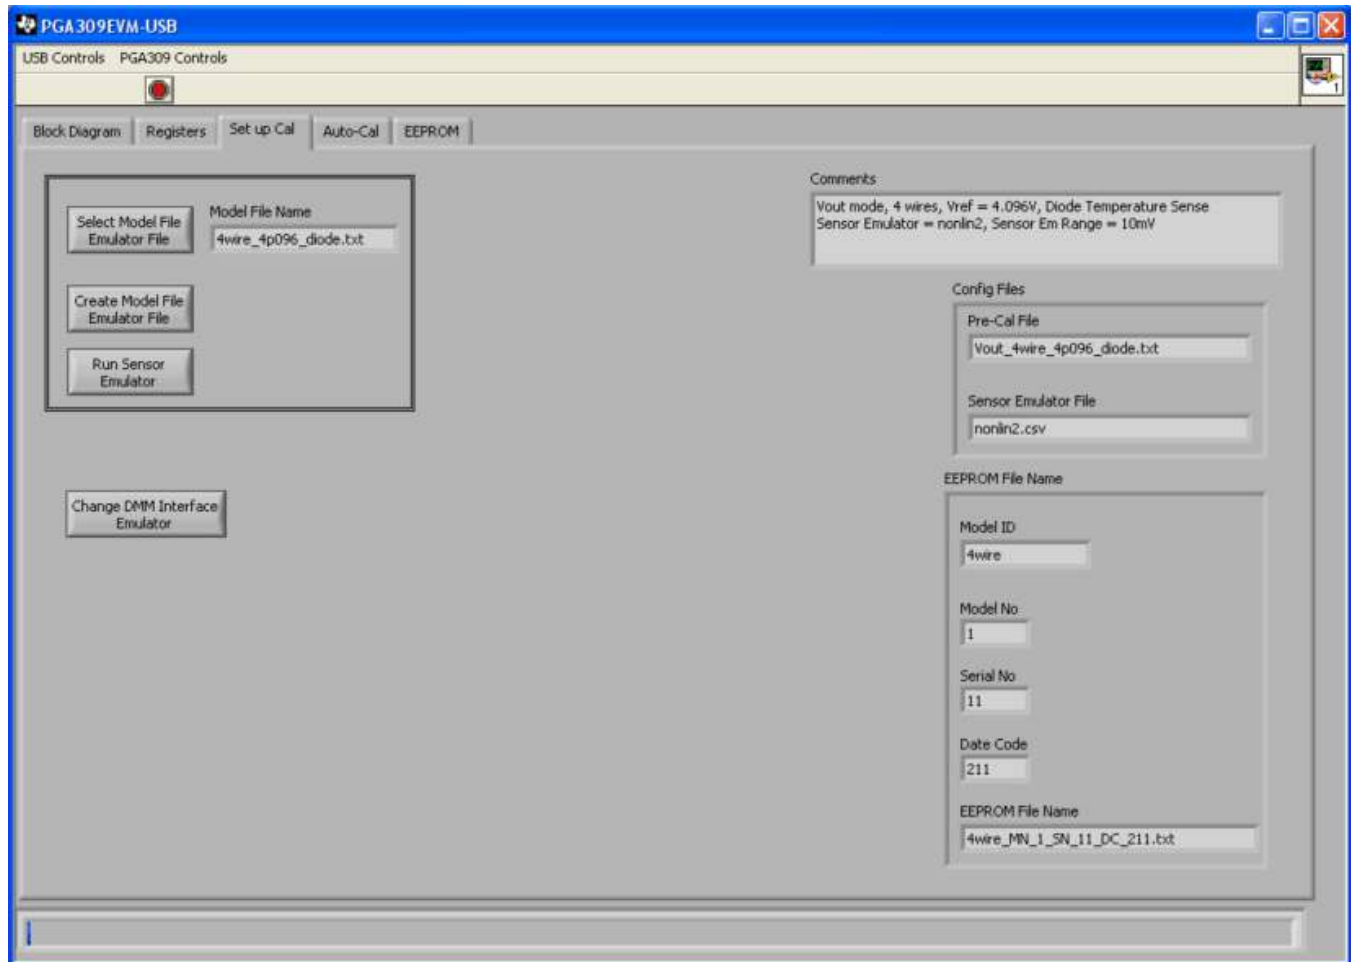 PGA309EVM-USB
USB Controls PGA309 Controls
1
Block Diagram Registers Set up Cal Auto-Cal EEPROM
Select Model File
Emulator File
Model File Name
4wire_4p096_diode.txt
Create Model File
Emulator File
Run Sensor
Emulator
Change DMM Interface
Emulator
Comments
Vout mode, 4 wires, Vref = 4.096V, Diode Temperature Sense
Sensor Emulator = nonlin2, Sensor Em Range = 10mV
Config Files
Pre-Cal File
Vout_4wire_4p096_diode.txt
Sensor Emulator File
nonlin2.csv
EEPROM File Name
Model ID
4wire
Model No
1
Serial No
11
Date Code
211
EEPROM File Name
4wire_MN_1_SN_11_DC_211.txt